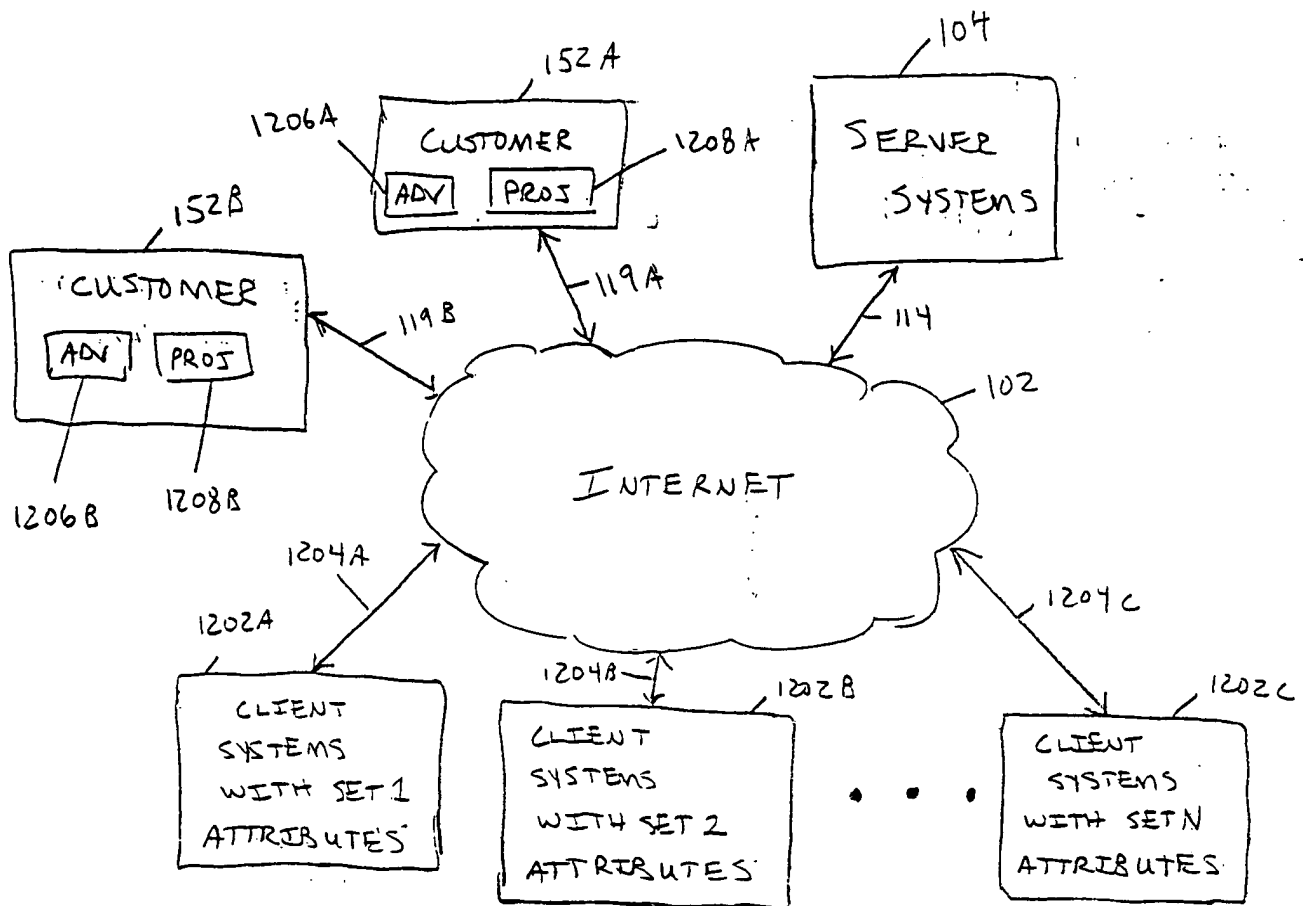 104
152A
1206A
CUSTOMER
1208A
ADV
PROJ
SERVER
SYSTEMS
152B
CUSTOMER
ADV
PROJ
119A
119B
114
102
1206B
1208B
INTERNET
1204A
1204B
1204C
1202A
1202B
1202C
CLIENT
SYSTEMS
WITH SET 1
ATTRIBUTES
CLIENT
SYSTEMS
WITH SET 2
ATTRIBUTES
• • •
CLIENT
SYSTEMS
WITH SET N
ATTRIBUTES